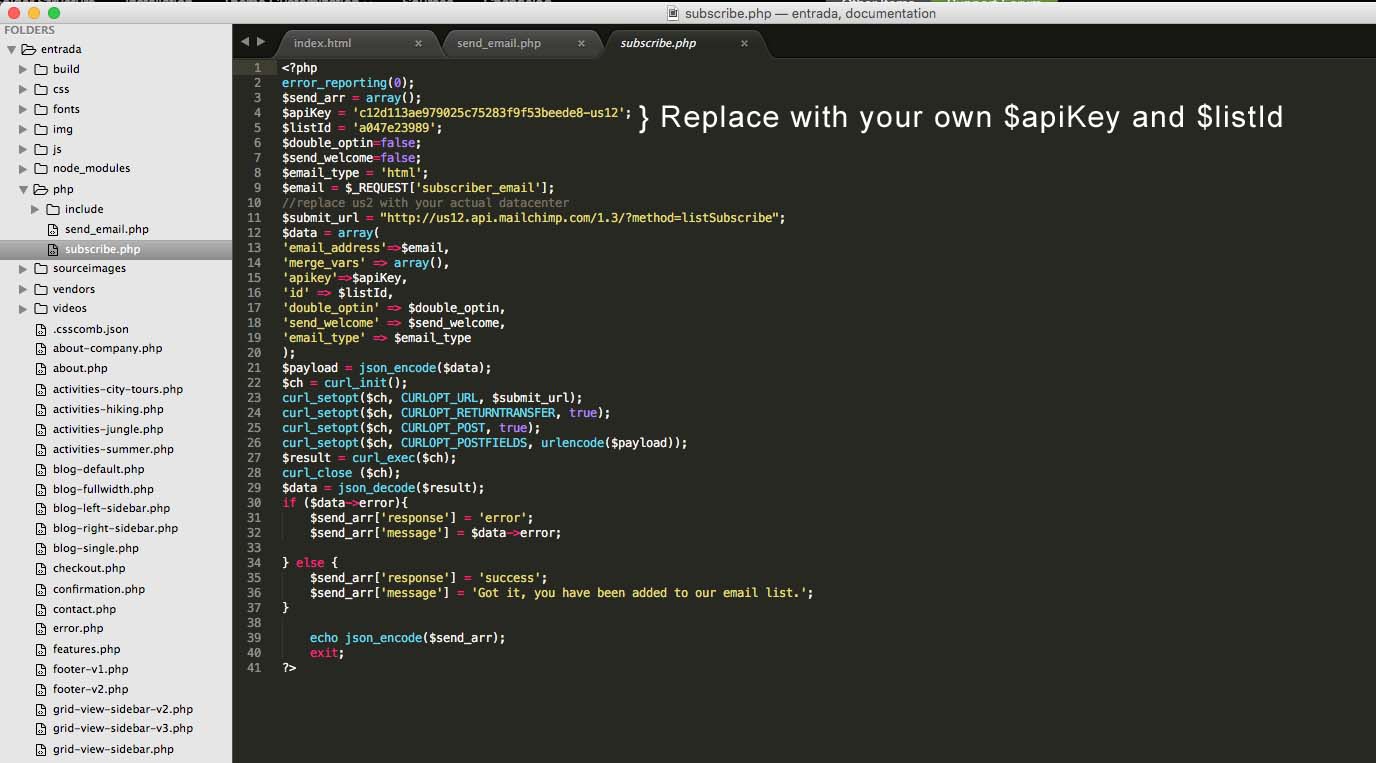 subscribe.php — entrada, documentation
FOLDERS
entrada
build
css
fonts
img
js
node_modules
php
include
send_email.php
subscribe.php
sourceimages
vendors
videos
.csscomb.json
about-company.php
about.php
activities-city-tours.php
activities-hiking.php
activities-jungle.php
activities-summer.php
blog-default.php
blog-fullwidth.php
blog-left-sidebar.php
blog-right-sidebar.php
blog-single.php
checkout.php
confirmation.php
contact.php
error.php
features.php
footer-v1.php
footer-v2.php
grid-view-sidebar-v2.php
grid-view-sidebar-v3.php
grid-view-sidebar.php
index.html × send_email.php × subscribe.php ×
1 <?php
2 error_reporting(0);
3 $send_arr = array();
4 $apiKey = 'c12d113ae979025c75283f9f53beede8-us12';
5 $listId = 'a047e23989';
} Replace with your own $apiKey and $listId
6 $double_optin=false;
7 $send_welcome=false;
8 $email_type = 'html';
9 $email = $_REQUEST['subscriber_email'];
10 //replace us2 with your actual datacenter
11 $submit_url = "http://us12.api.mailchimp.com/1.3/?method=listSubscribe";
12 $data = array(
13 'email_address'=>$email,
14 'merge_vars' => array(),
15 'apikey'=>$apiKey,
16 'id' => $listId,
17 'double_optin' => $double_optin,
18 'send_welcome' => $send_welcome,
19 'email_type' => $email_type
20 );
21 $payload = json_encode($data);
22 $ch = curl_init();
23 curl_setopt($ch, CURLOPT_URL, $submit_url);
24 curl_setopt($ch, CURLOPT_RETURNTRANSFER, true);
25 curl_setopt($ch, CURLOPT_POST, true);
26 curl_setopt($ch, CURLOPT_POSTFIELDS, urlencode($payload));
27 $result = curl_exec($ch);
28 curl_close ($ch);
29 $data = json_decode($result);
30 if ($data->error){
31 $send_arr['response'] = 'error';
32 $send_arr['message'] = $data->error;
33
34 } else {
35 $send_arr['response'] = 'success';
36 $send_arr['message'] = 'Got it, you have been added to our email list.';
37 }
38
39 echo json_encode($send_arr);
40 exit;
41 ?>